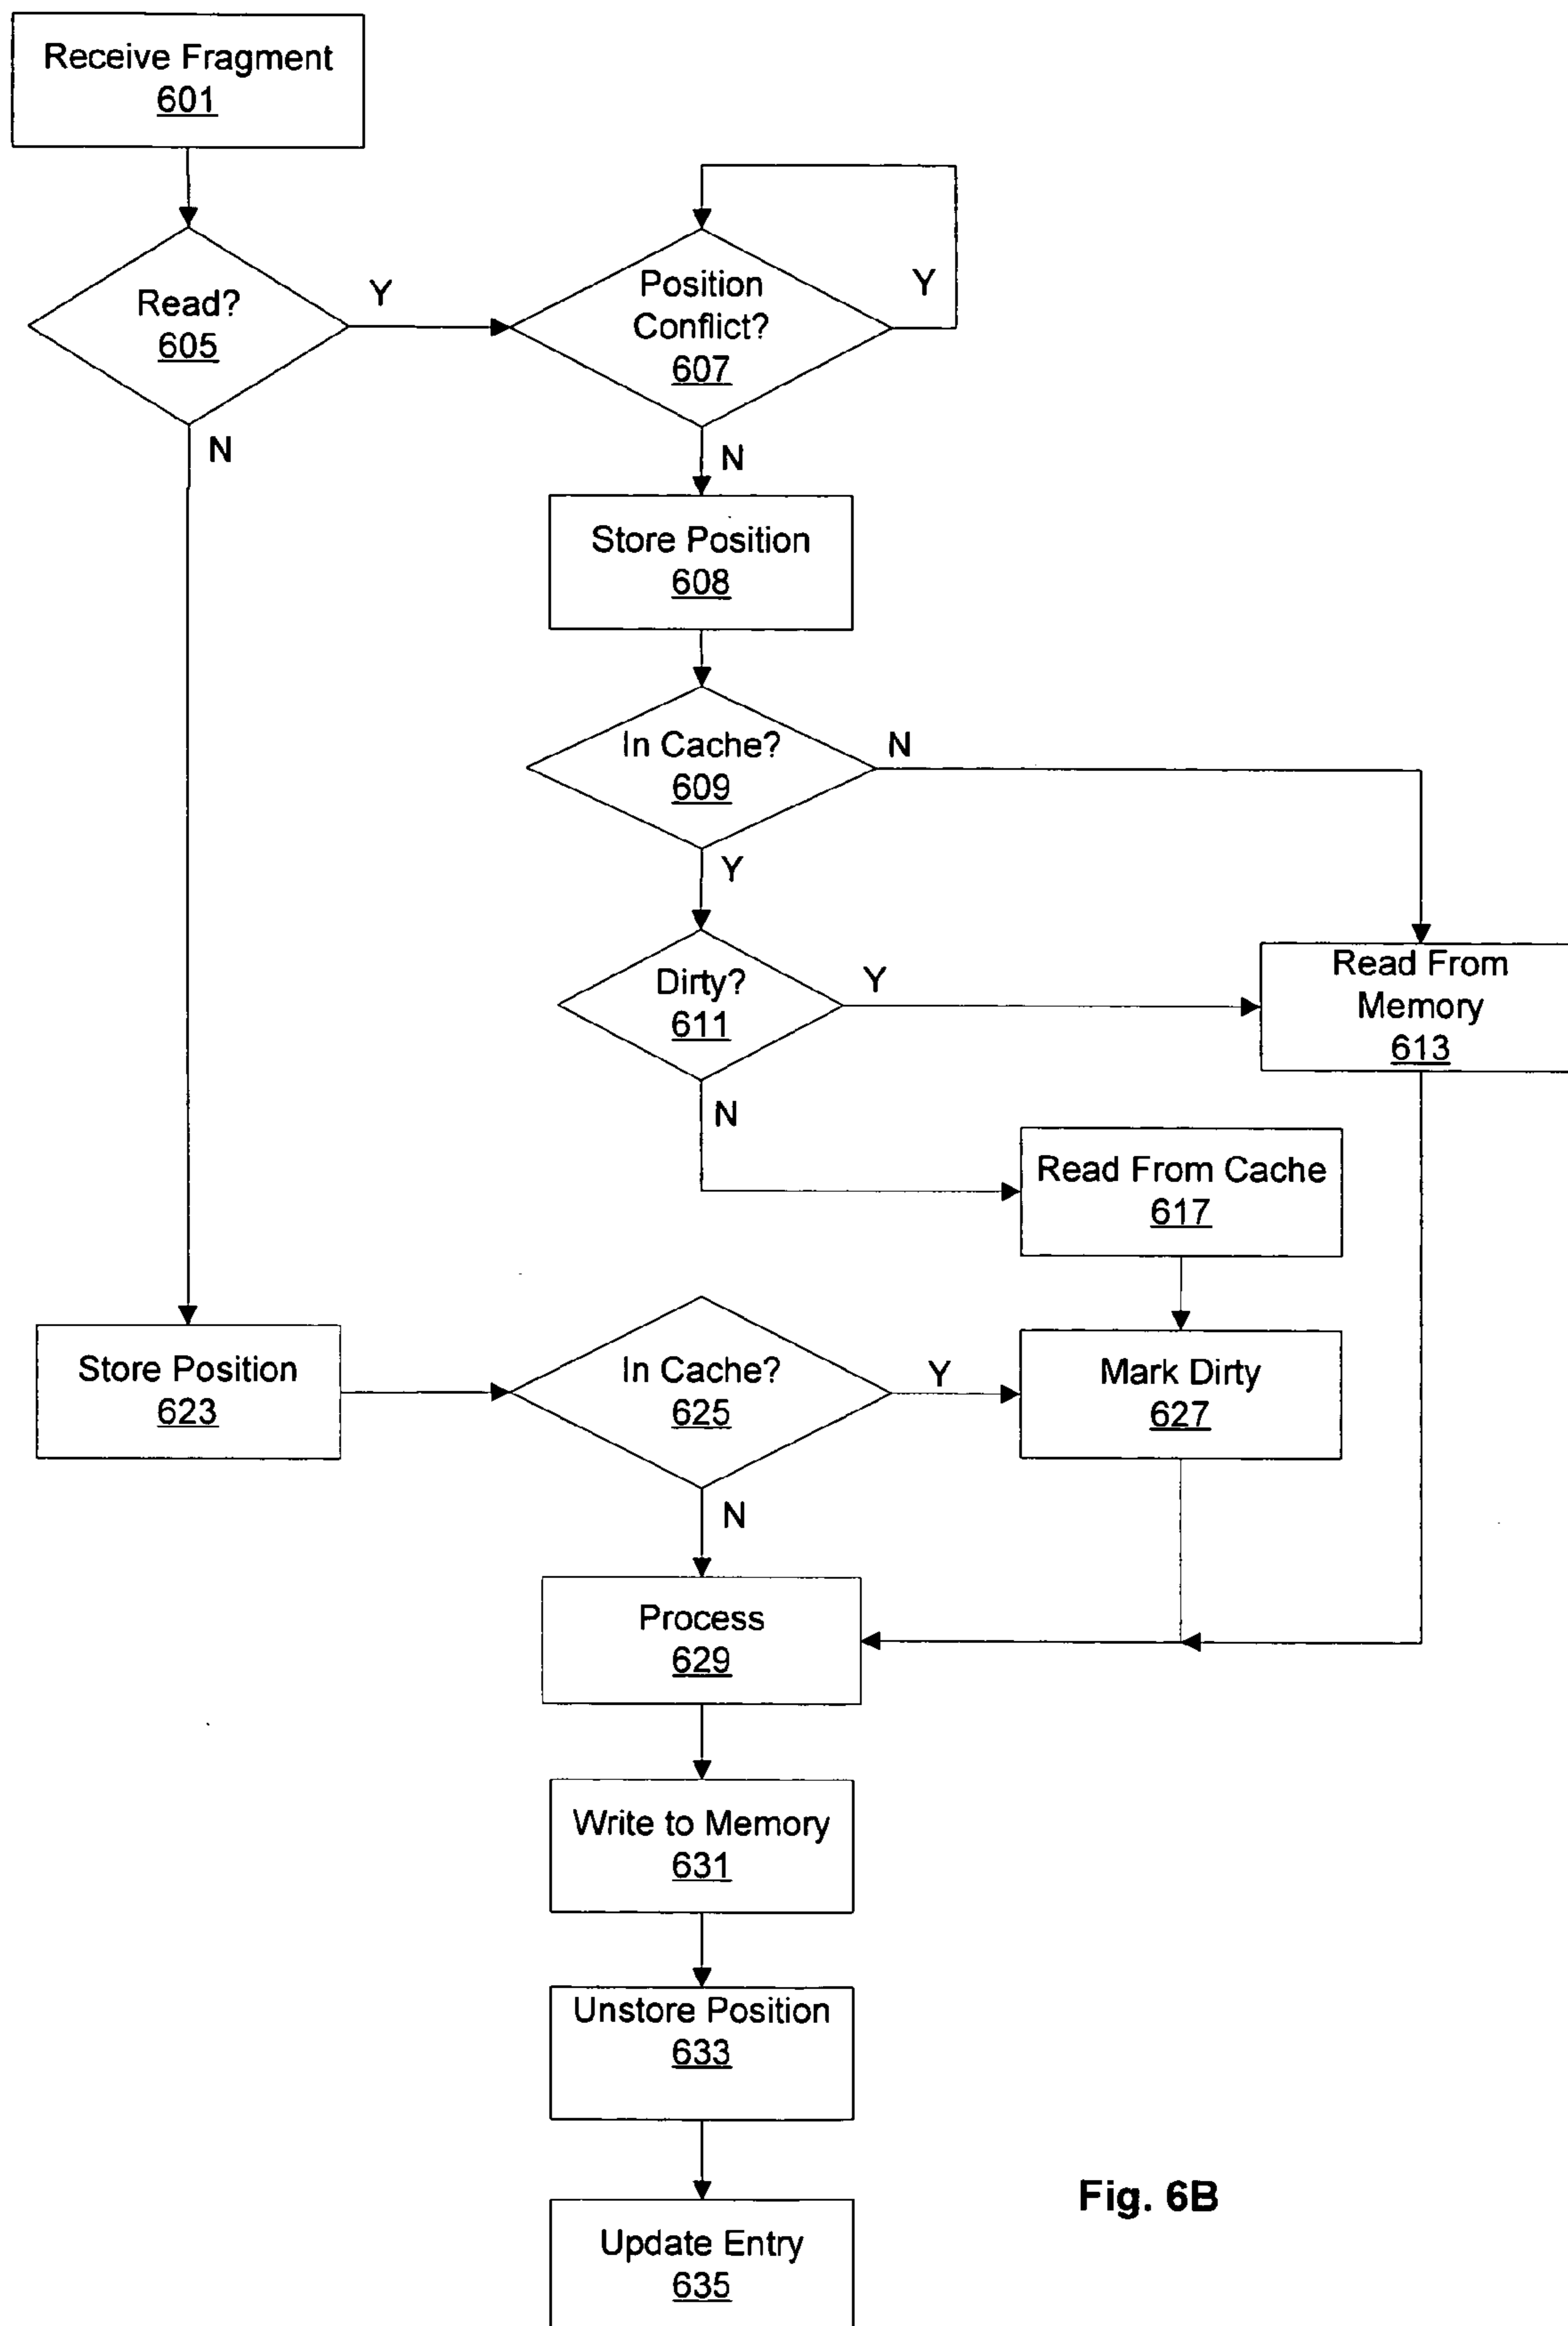 Receive Fragment
601
Read?
605
Y
N
Position
Conflict?
607
Y
N
Store Position
608
In Cache?
609
N
Y
Dirty?
611
Y
N
Read From
Memory
613
Read From Cache
617
Store Position
623
In Cache?
625
Y
N
Mark Dirty
627
Process
629
Write to Memory
631
Unstore Position
633
Update Entry
635
Fig. 6B